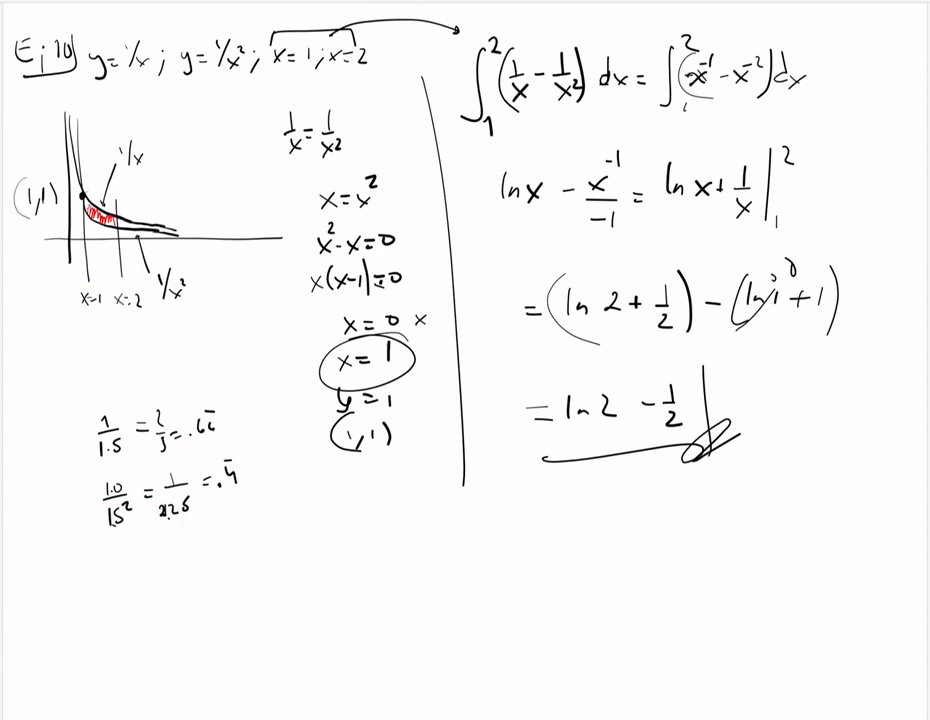 Ej 10) y = 1/x ; y = 1/x² ; x = 1 ; x = 2
1/x
(1,1)
x=1 x=2
1/x²
1/x = 1/x²
x = x²
x² - x = 0
x(x-1) = 0
x = 0 x
x = 1
y = 1
(1,1)
1/1.5 = 2/3 = .66̅
1.0/1.5² = 1/2.25 = .4̅
∫₁² (1/x - 1/x²) dx = ∫₁² (x⁻¹ - x⁻²) dx
ln x - x⁻¹/-1 = ln x + 1/x |₁²
= (ln 2 + 1/2) - (ln 1 ⁰ + 1)
= ln 2 - 1/2